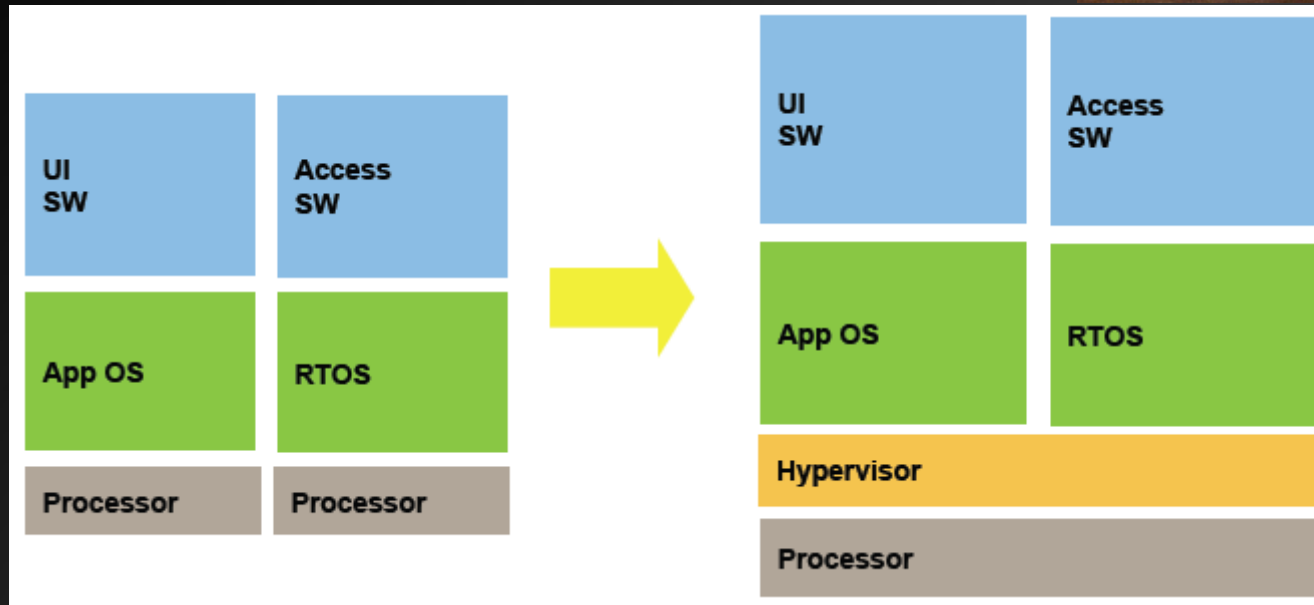 UI
SW
Access
SW
App OS
RTOS
Processor
Processor
UI
SW
Access
SW
App OS
RTOS
Hypervisor
Processor